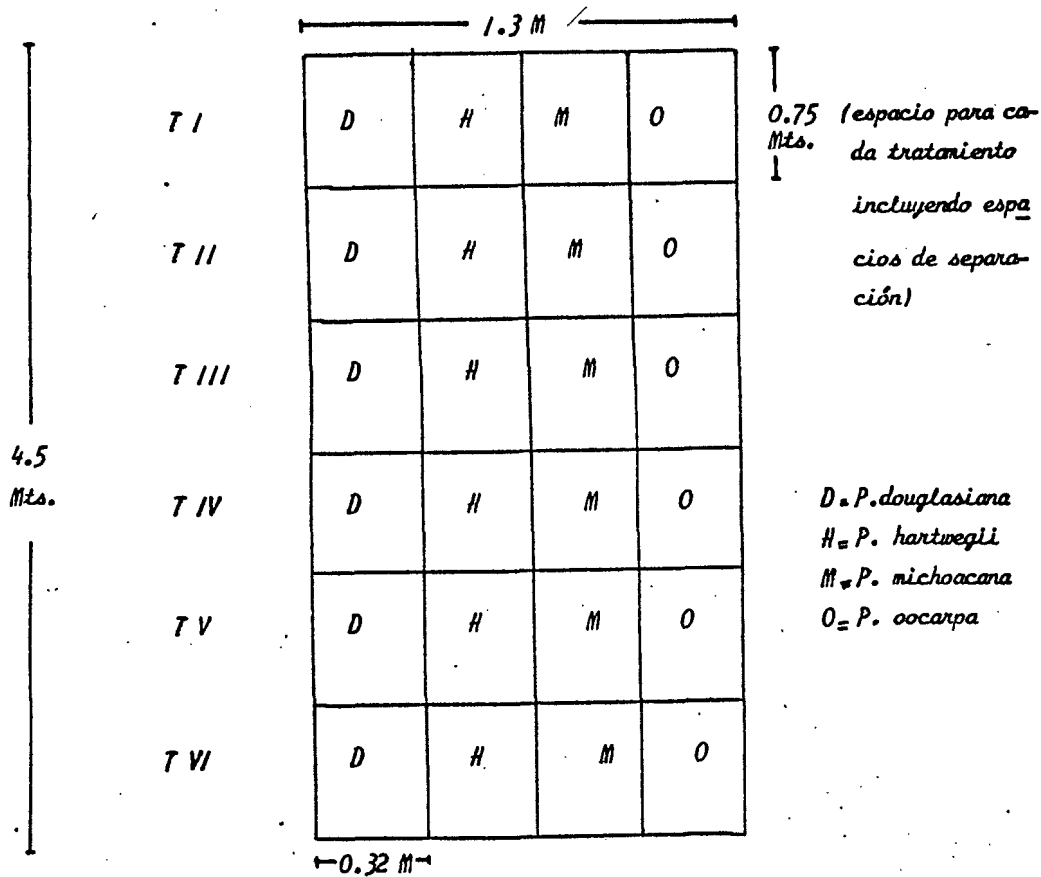 1.3 M
T I D H M O
0.75 (espacio para ca-
Mts. da tratamiento
incluyendo espa
cios de separa-
ción)
T II D H M O
T III D H M O
4.5
Mts.
T IV D H M O
D = P.douglasiana
H = P. hartwegii
M = P. michoacana
O = P. oocarpa
T V D H M O
T VI D H M O
0.32 M